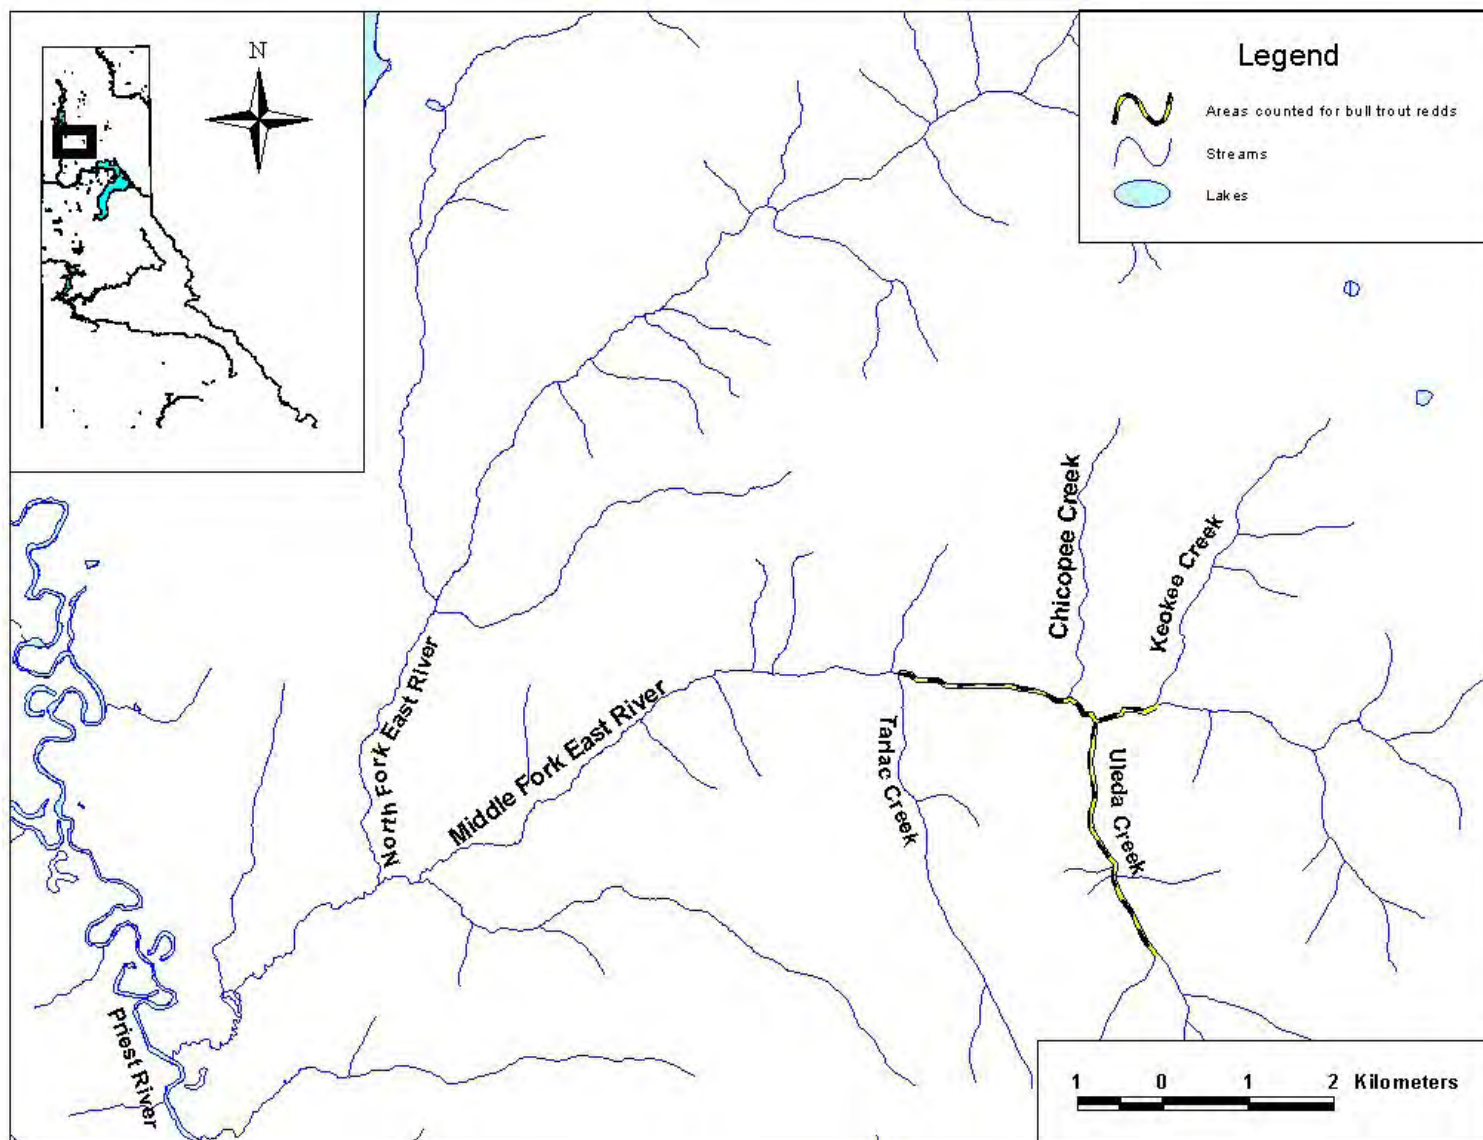 N
Legend
Areas counted for bull trout redds
Streams
Lakes
Chicopee Creek
Keokee Creek
North Fork East River
Middle Fork East River
Tarlac Creek
Uleda Creek
Priest River
1 0 1 2 Kilometers